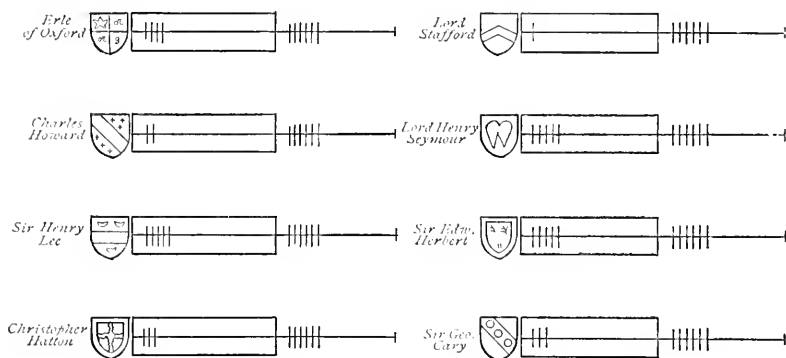 Erle
of Oxford
Lord
Stafford
Charles
Howard
Lord Henry
Seymour
Sir Henry
Lee
Sir Edw.
Herbert
Christopher
Hatton
Sir Geo.
Cary